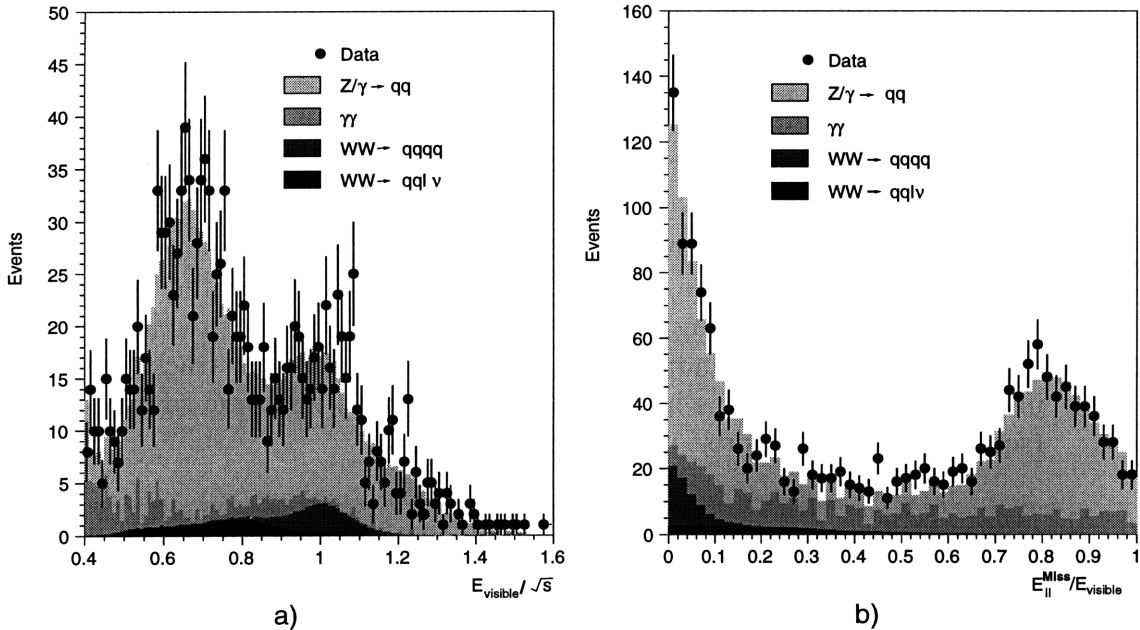 50
45
40
35
30
25
20
15
10
5
0
Events
Data
Z/γ → qq
γγ
WW → qqqq
WW → qql ν
0.4 0.6 0.8 1 1.2 1.4 1.6
E visible / √s
a)
160
140
120
100
80
60
40
20
0
Events
Data
Z/γ → qq
γγ
WW → qqqq
WW → qqlν
0 0.1 0.2 0.3 0.4 0.5 0.6 0.7 0.8 0.9 1
E ll Miss / E visible
b)